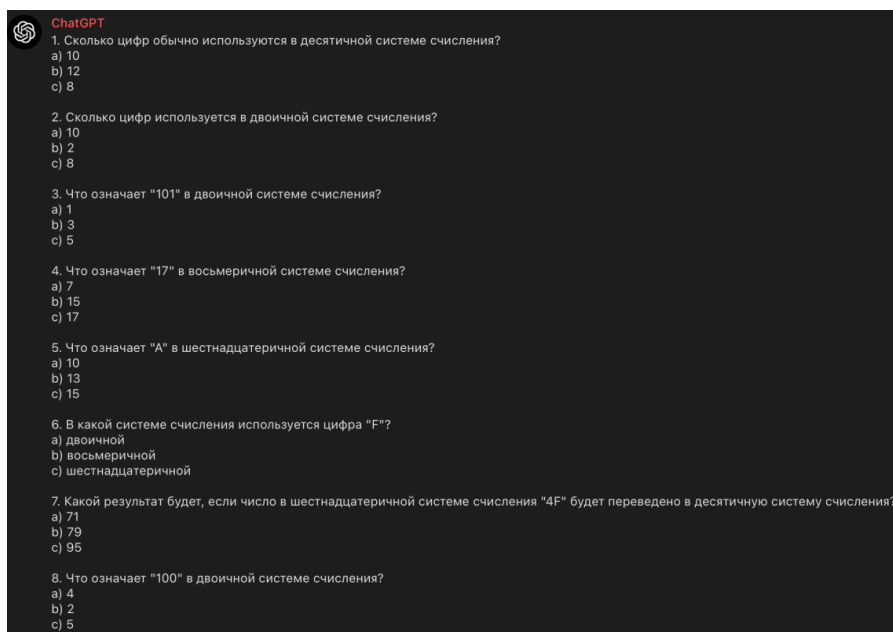 ChatGPT
1. Сколько цифр обычно используются в десятичной системе счисления?
a) 10
b) 12
c) 8
2. Сколько цифр используется в двоичной системе счисления?
a) 10
b) 2
c) 8
3. Что означает "101" в двоичной системе счисления?
a) 1
b) 3
c) 5
4. Что означает "17" в восьмеричной системе счисления?
a) 7
b) 15
c) 17
5. Что означает "A" в шестнадцатеричной системе счисления?
a) 10
b) 13
c) 15
6. В какой системе счисления используется цифра "F"?
a) двоичной
b) восьмеричной
c) шестнадцатеричной
7. Какой результат будет, если число в шестнадцатеричной системе счисления "4F" будет переведено в десятичную систему счисления?
a) 71
b) 79
c) 95
8. Что означает "100" в двоичной системе счисления?
a) 4
b) 2
c) 5